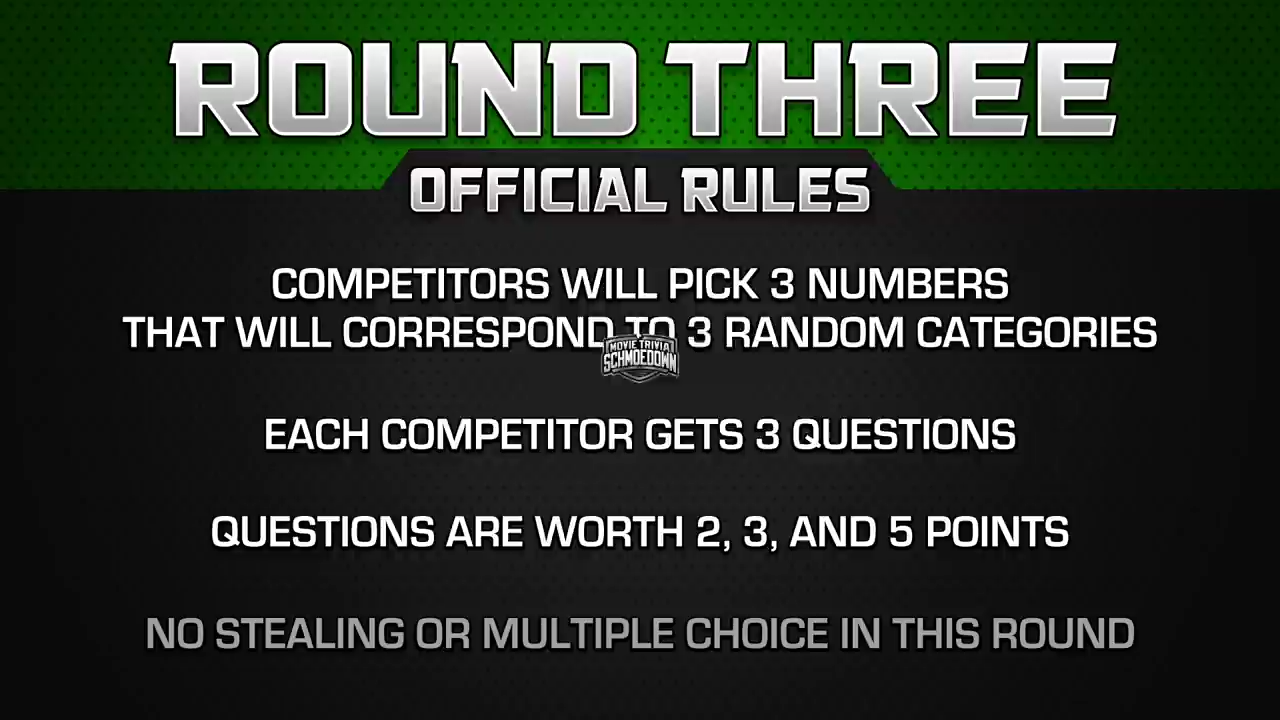 ROUND THREE
OFFICIAL RULES
COMPETITORS WILL PICK 3 NUMBERS
THAT WILL CORRESPOND TO 3 RANDOM CATEGORIES
MOVIE TRIVIA
SCHMOEDOWN
EACH COMPETITOR GETS 3 QUESTIONS
QUESTIONS ARE WORTH 2, 3, AND 5 POINTS
NO STEALING OR MULTIPLE CHOICE IN THIS ROUND